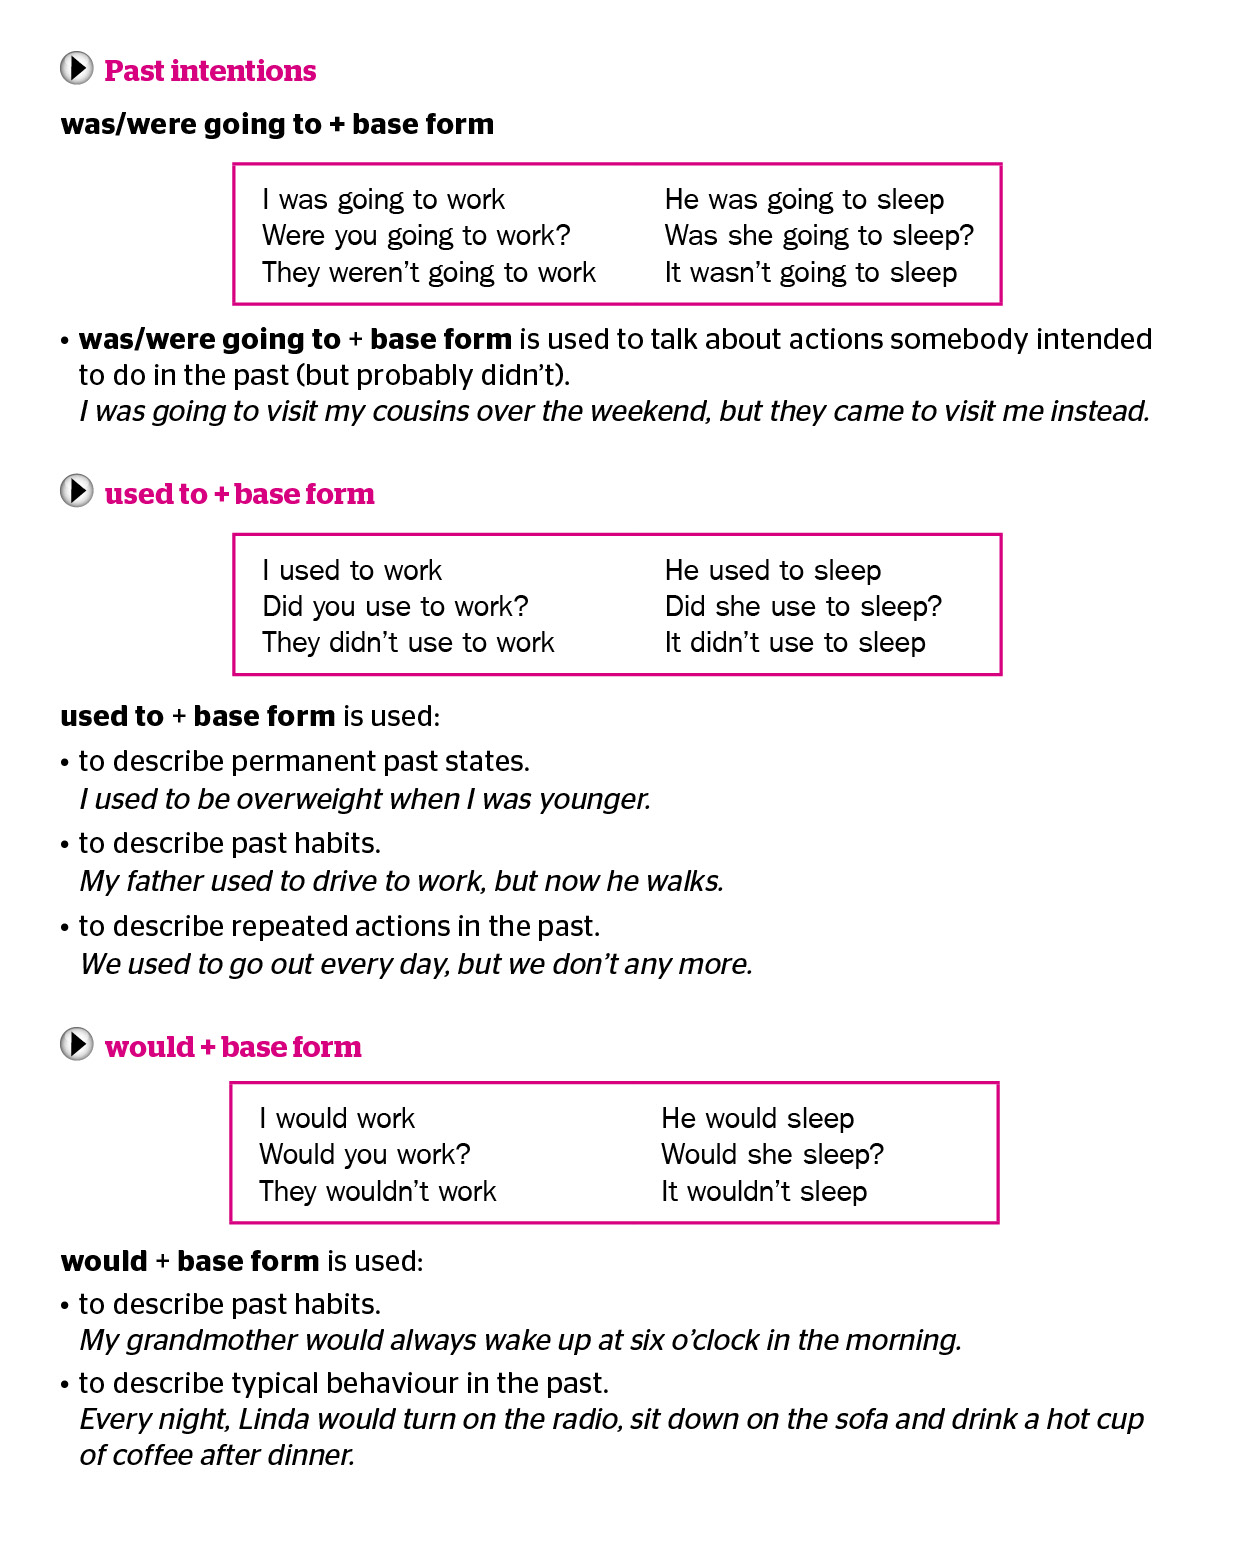 Past intentions
was/were going to + base form
I was going to work He was going to sleep
Were you going to work? Was she going to sleep?
They weren't going to work It wasn't going to sleep
• was/were going to + base form is used to talk about actions somebody intended
to do in the past (but probably didn't).
I was going to visit my cousins over the weekend, but they came to visit me instead.
used to + base form
I used to work He used to sleep
Did you use to work? Did she use to sleep?
They didn't use to work It didn't use to sleep
used to + base form is used:
• to describe permanent past states.
I used to be overweight when I was younger.
• to describe past habits.
My father used to drive to work, but now he walks.
• to describe repeated actions in the past.
We used to go out every day, but we don't any more.
would + base form
I would work He would sleep
Would you work? Would she sleep?
They wouldn't work It wouldn't sleep
would + base form is used:
• to describe past habits.
My grandmother would always wake up at six o'clock in the morning.
• to describe typical behaviour in the past.
Every night, Linda would turn on the radio, sit down on the sofa and drink a hot cup
of coffee after dinner.